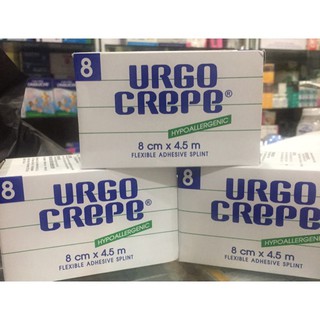 8
URGO
CREPE®
HYPOALLERGENIC
8 cm x 4.5 m
FLEXIBLE ADHESIVE SPLINT
8
URGO
CREPE®
HYPOALLERGENIC
8 cm x 4.5 m
FLEXIBLE ADHESIVE SPLINT
8
URGO
CREPE®
HYPOALLERGENIC
8 cm x 4.5 m
FLEXIBLE ADHESIVE SPLINT